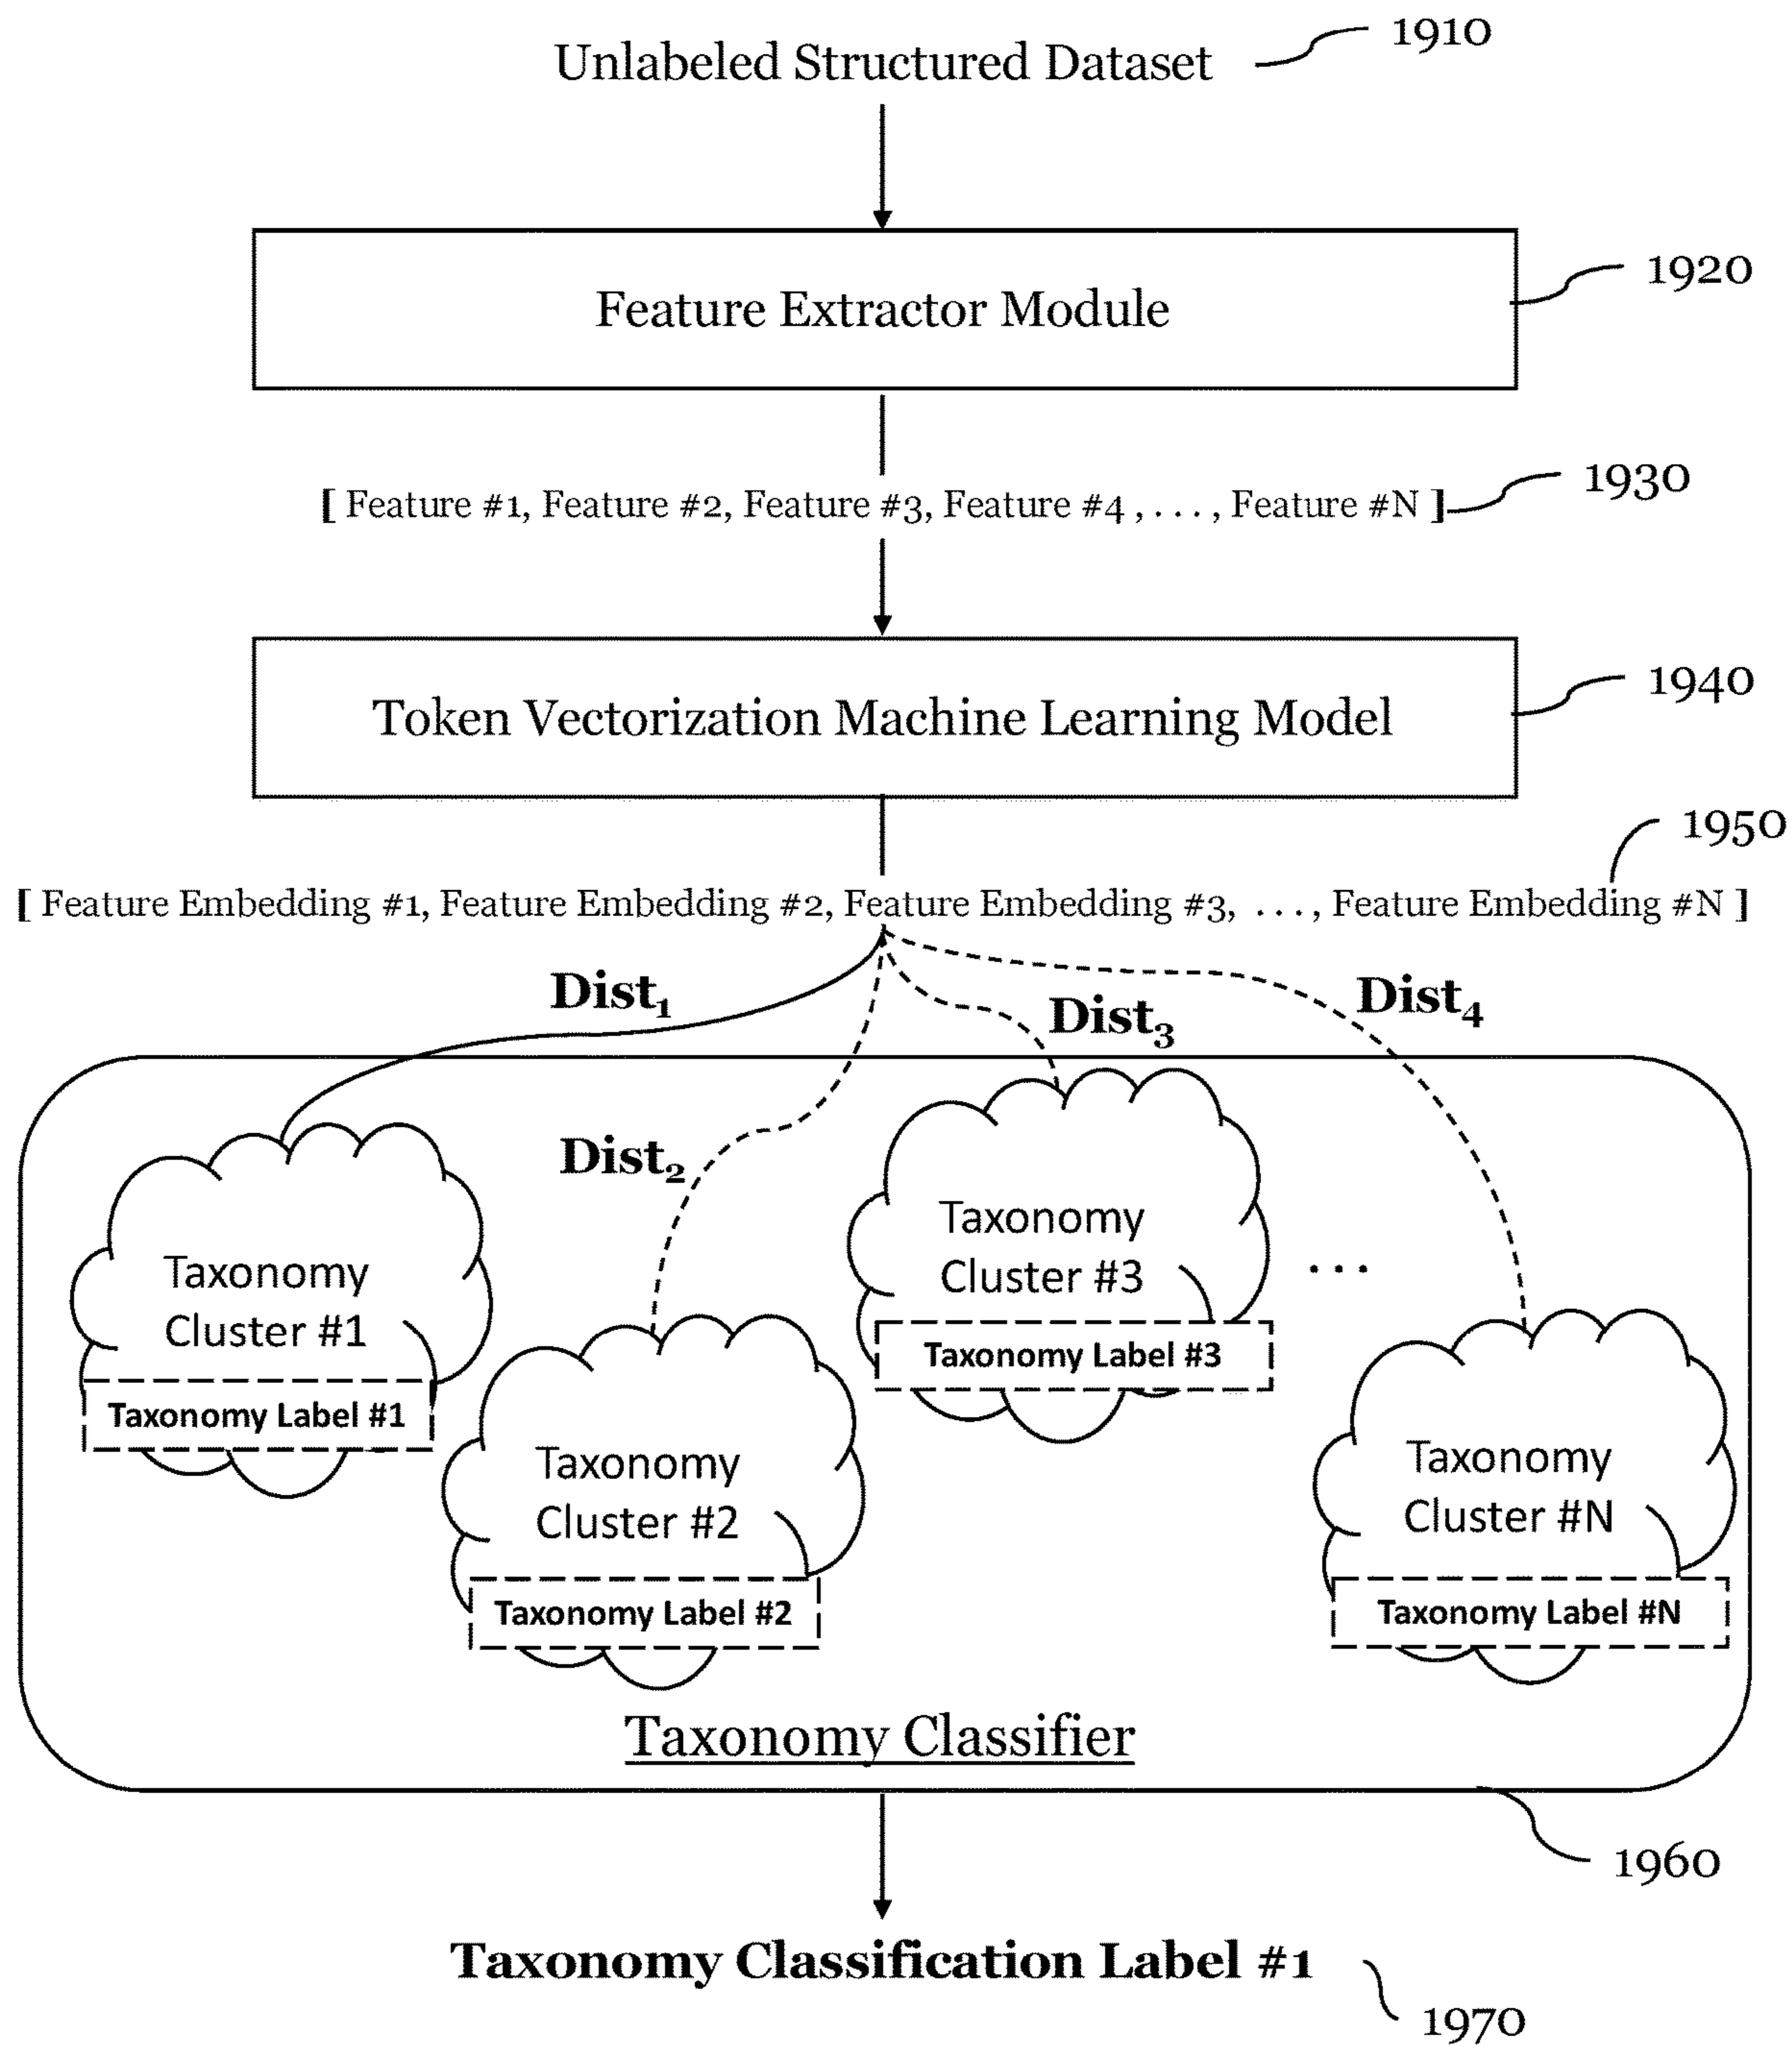 1910
Unlabeled Structured Dataset
1920
Feature Extractor Module
1930
[ Feature #1, Feature #2, Feature #3, Feature #4 , . . . , Feature #N ]
1940
Token Vectorization Machine Learning Model
1950
[ Feature Embedding #1, Feature Embedding #2, Feature Embedding #3, . . . , Feature Embedding #N ]
Dist₁
Dist₃
Dist₄
Dist₂
Taxonomy
Cluster #3
Taxonomy Label #3
. . .
Taxonomy
Cluster #1
Taxonomy Label #1
Taxonomy
Cluster #2
Taxonomy Label #2
Taxonomy
Cluster #N
Taxonomy Label #N
Taxonomy Classifier
1960
Taxonomy Classification Label #1
1970